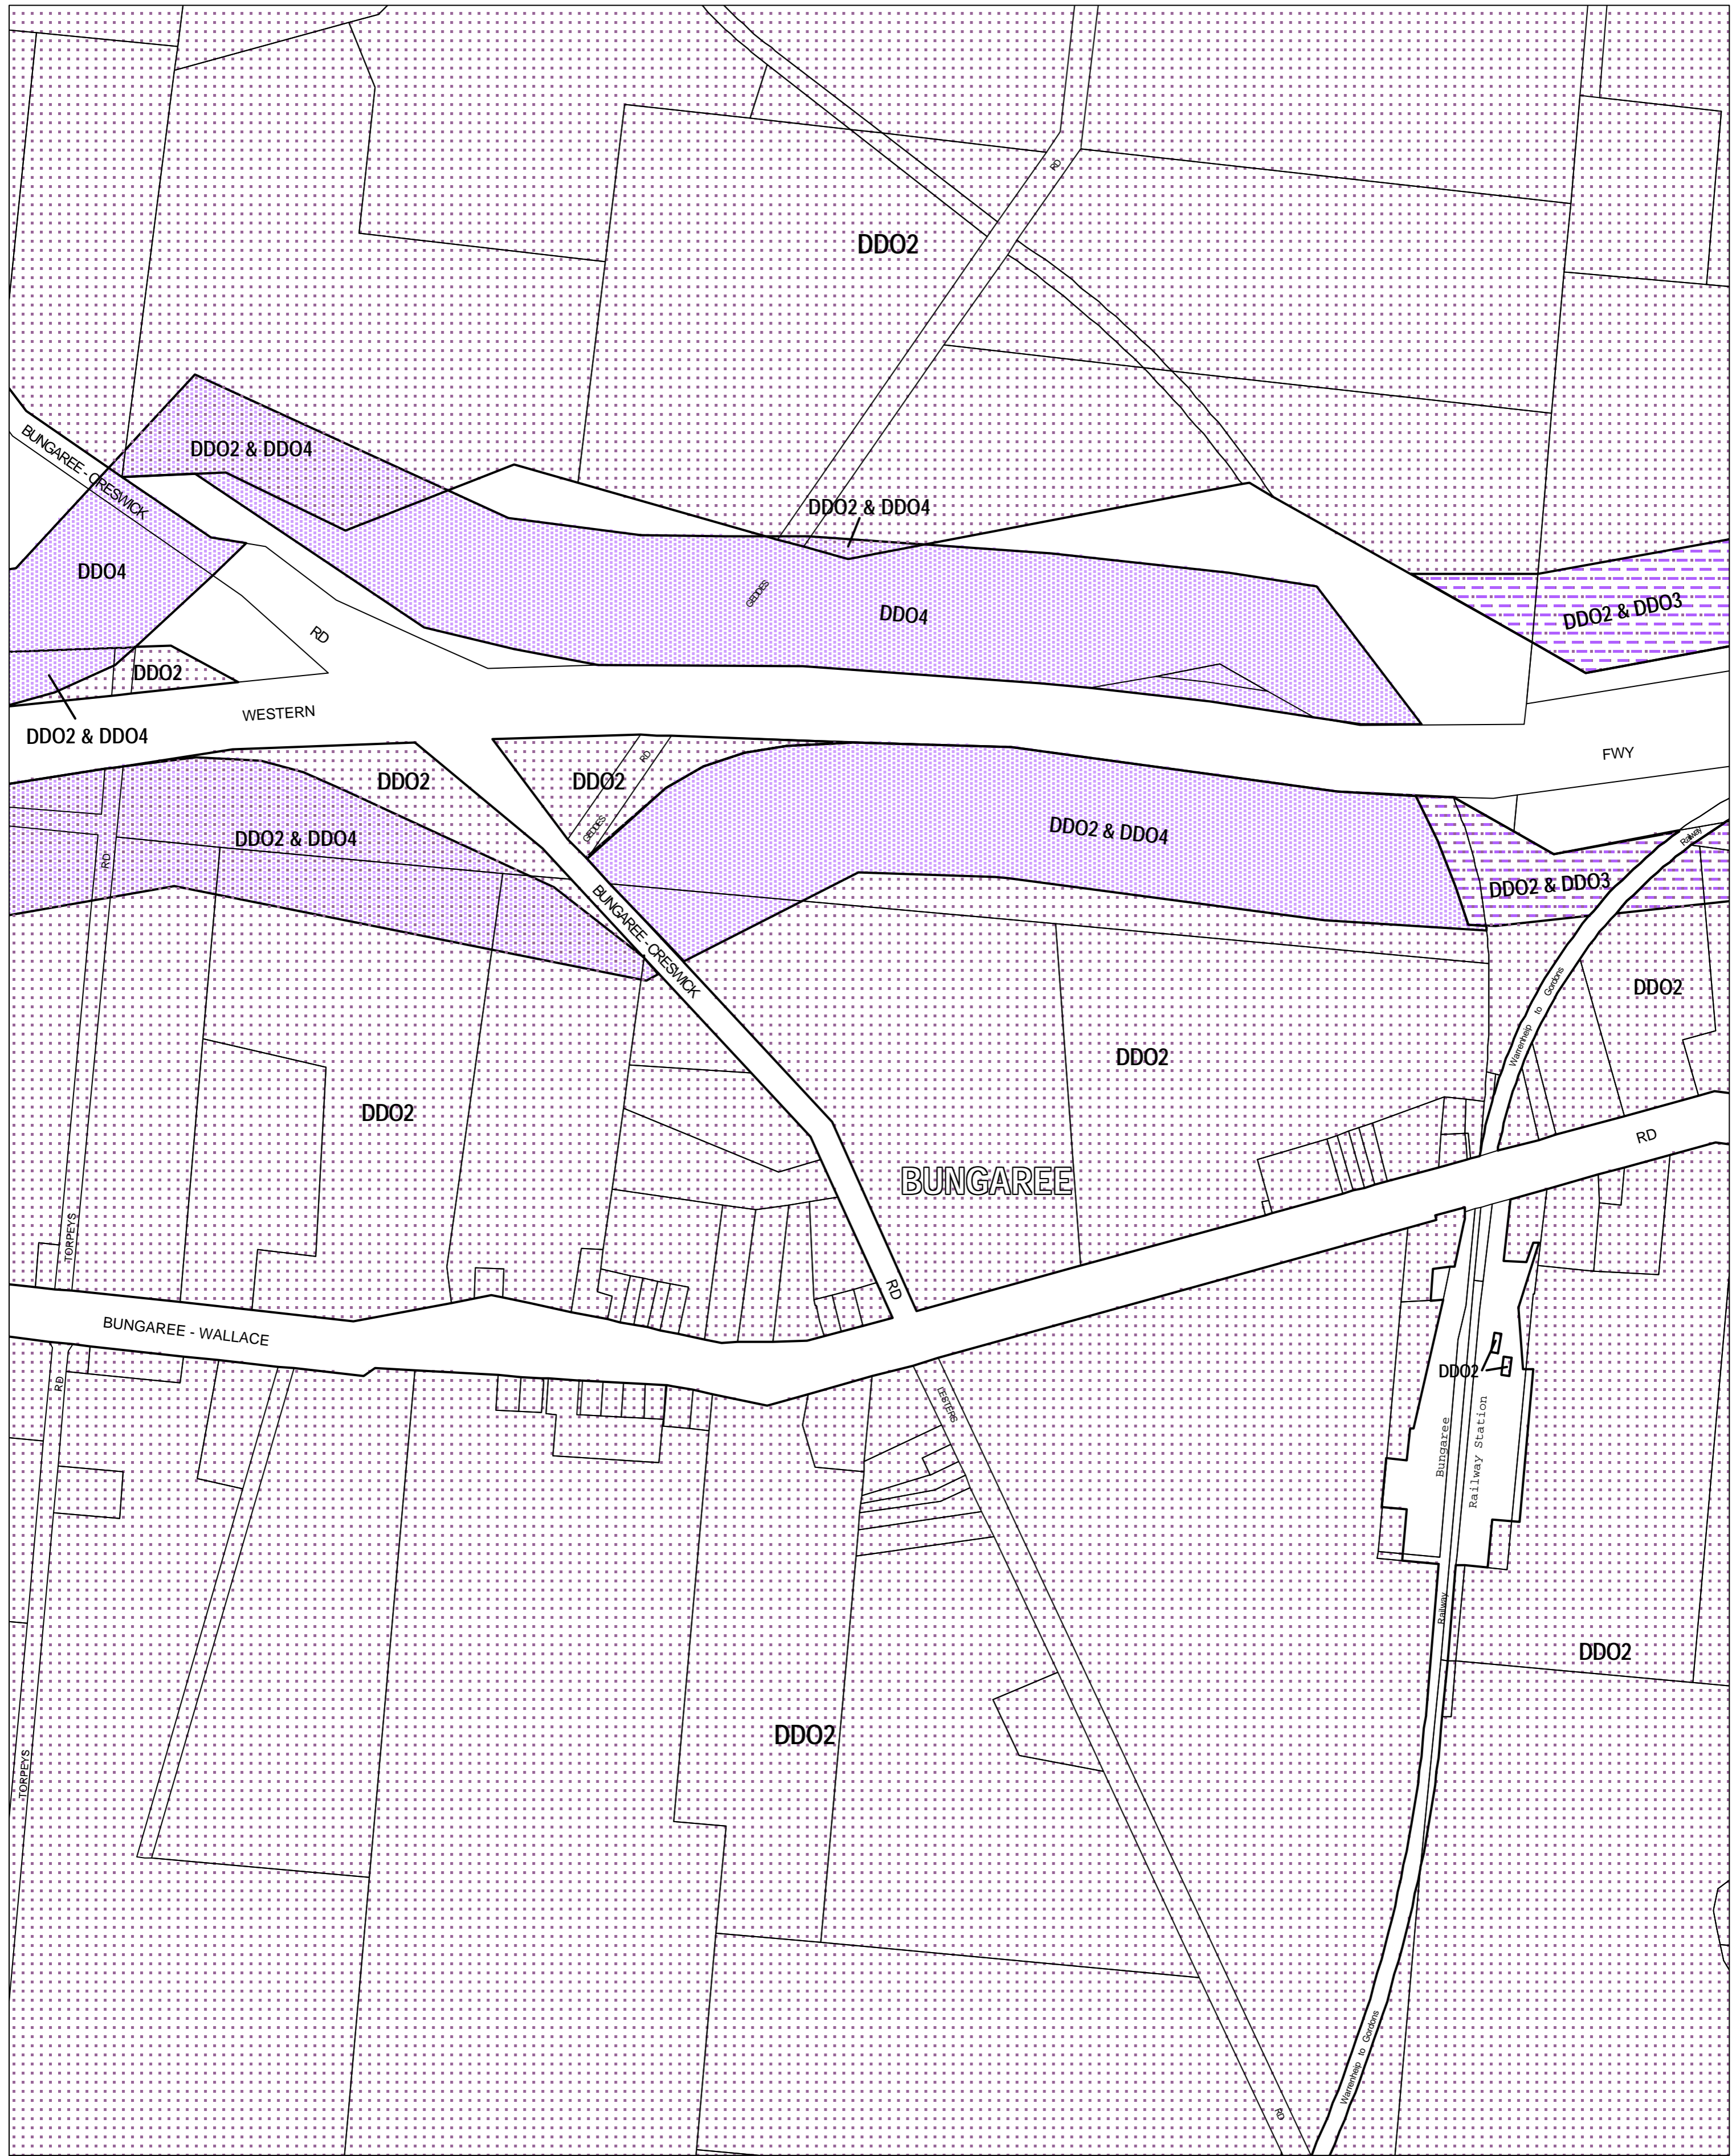 RD
DDO2
BUNGAREE - CRESWICK
DDO2 & DDO4
DDO2 & DDO4
DDO4
GEDDES
DDO4
DDO2 & DDO3
RD
DDO2
WESTERN
DDO2 & DDO4
FWY
RD
DDO2
DDO2
GEDDES
DDO2 & DDO4
DDO2 & DDO4
RD
Railway
DDO2 & DDO3
BUNGAREE - CRESWICK
DDO2
Warrenheip to Gordons
DDO2
DDO2
BUNGAREE
RD
TORPEYS
RD
BUNGAREE - WALLACE
RD
LESTERS
DDO2
Bungaree
Railway Station
Railway
DDO2
DDO2
TORPEYS
Warrenheip to Gordons
RD